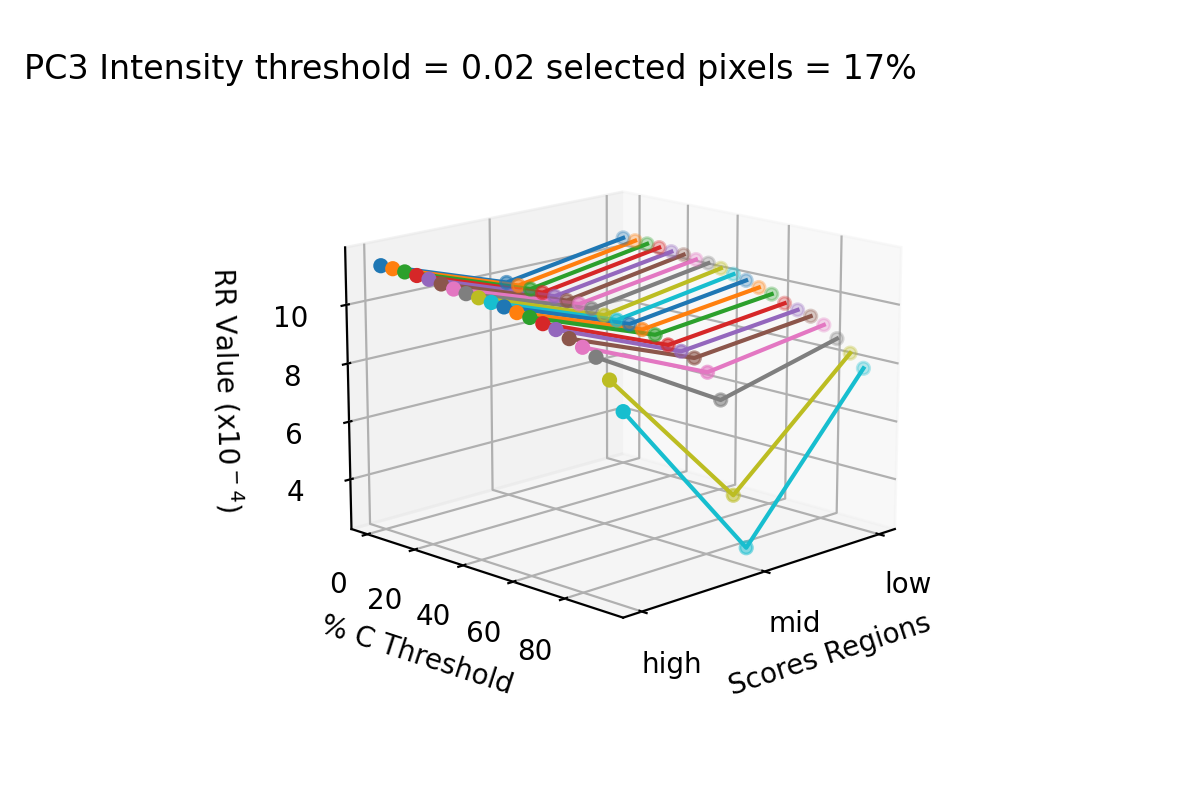 PC3 Intensity threshold = 0.02 selected pixels = 17%
RR Value (x10⁻⁴)
10
8
6
4
0
20
40
60
80
% C Threshold
high
mid
low
Scores Regions